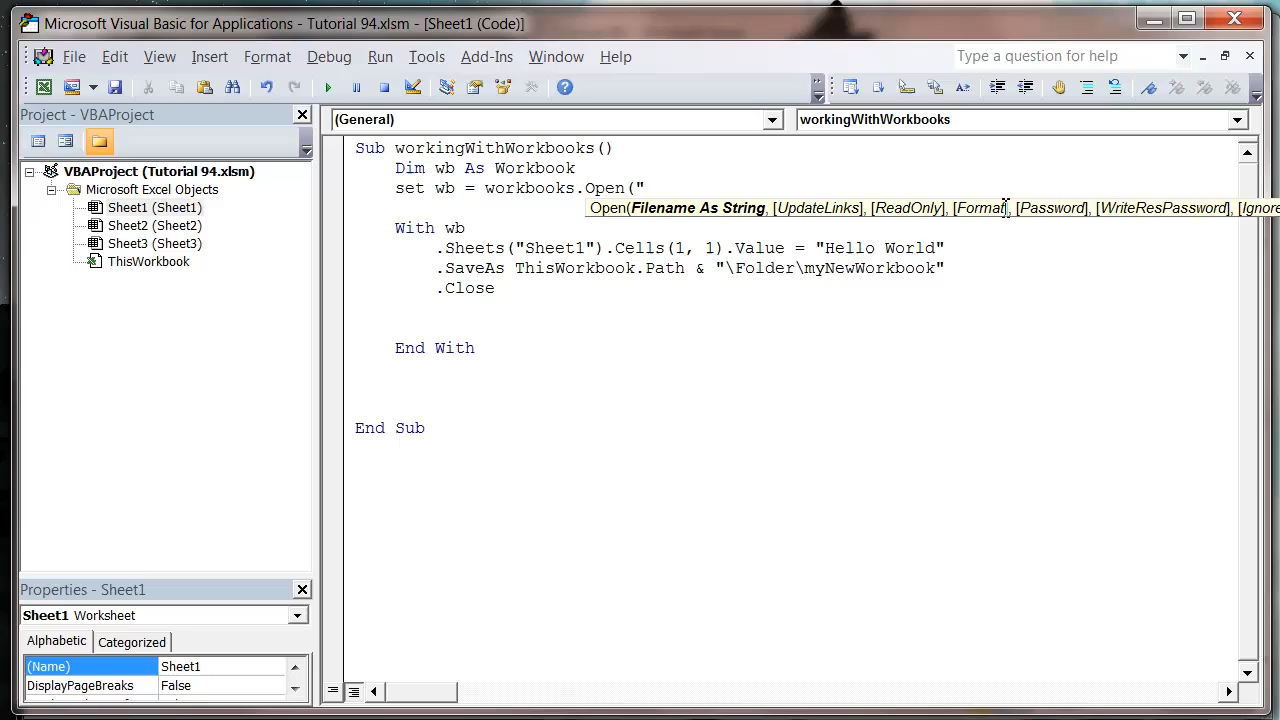 Microsoft Visual Basic for Applications - Tutorial 94.xlsm - [Sheet1 (Code)]
File Edit View Insert Format Debug Run Tools Add-Ins Window Help
Type a question for help
Project - VBAProject
(General)
workingWithWorkbooks
VBAProject (Tutorial 94.xlsm)
Microsoft Excel Objects
Sheet1 (Sheet1)
Sheet2 (Sheet2)
Sheet3 (Sheet3)
ThisWorkbook
Sub workingWithWorkbooks()
Dim wb As Workbook
set wb = workbooks.Open("
Open(Filename As String, [UpdateLinks], [ReadOnly], [Format], [Password], [WriteResPassword], [Ignore
With wb
.Sheets("Sheet1").Cells(1, 1).Value = "Hello World"
.SaveAs ThisWorkbook.Path & "\Folder\myNewWorkbook"
.Close
End With
End Sub
Properties - Sheet1
Sheet1 Worksheet
Alphabetic Categorized
(Name) Sheet1
DisplayPageBreaks False